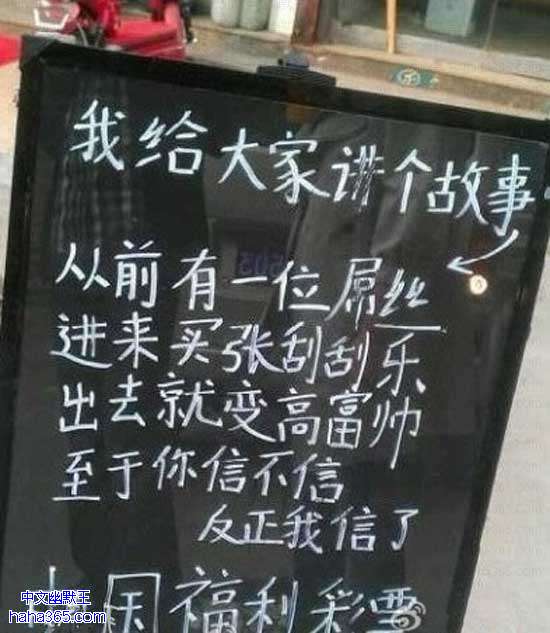 我给大家讲个故事
从前有一位屌丝
进来买张刮刮乐
出去就变高富帅
至于你信不信
反正我信了
中国福利彩票
中文幽默王
haha365.com